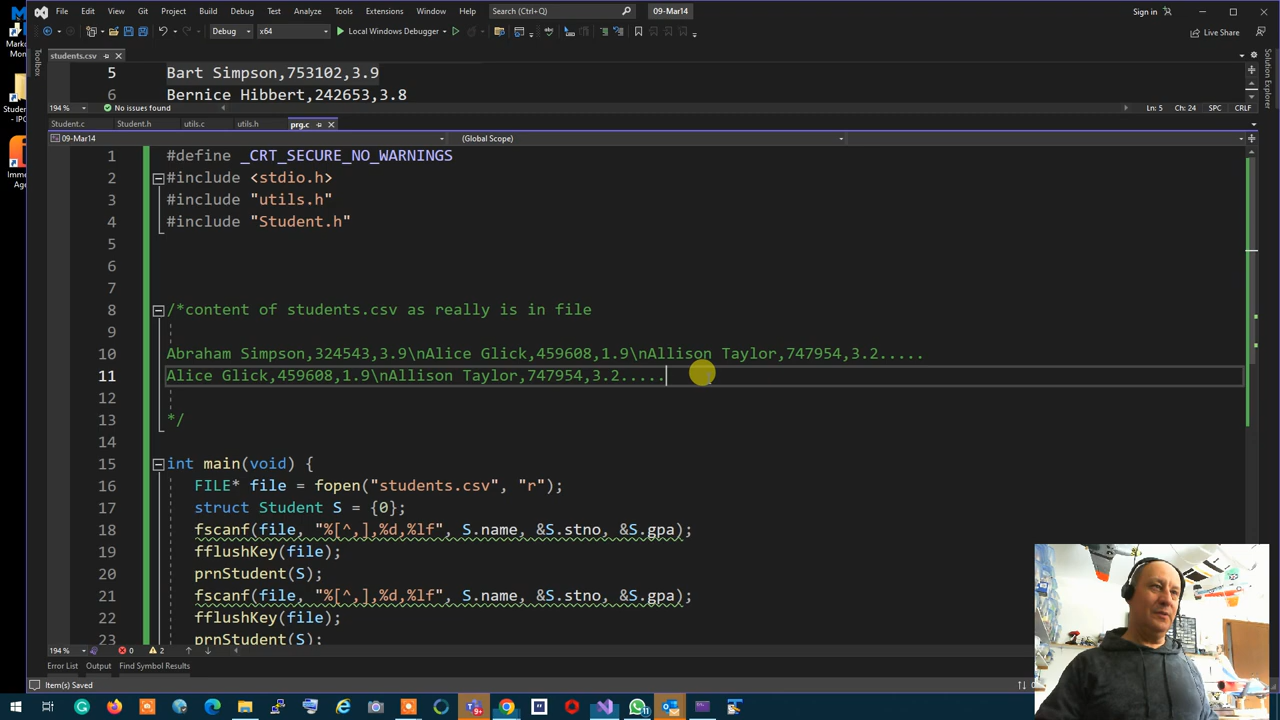 File Edit View Git Project Build Debug Test Analyze Tools Extensions Window Help Search (Ctrl+Q) 09-Mar14 Sign in
Debug x64 Local Windows Debugger Live Share
students.csv
5 Bart Simpson,753102,3.9
6 Bernice Hibbert,242653,3.8
194 % No issues found Ln: 5 Ch: 24 SPC CRLF
Student.c Student.h utils.c utils.h prg.c
09-Mar14 (Global Scope)
1 #define _CRT_SECURE_NO_WARNINGS
2 #include <stdio.h>
3 #include "utils.h"
4 #include "Student.h"
5
6
7
8 /*content of students.csv as really is in file
9
10 Abraham Simpson,324543,3.9\nAlice Glick,459608,1.9\nAllison Taylor,747954,3.2.....
11 Alice Glick,459608,1.9\nAllison Taylor,747954,3.2.....
12
13 */
14
15 int main(void) {
16 FILE* file = fopen("students.csv", "r");
17 struct Student S = {0};
18 fscanf(file, "%[^,],%d,%lf", S.name, &S.stno, &S.gpa);
19 fflushKey(file);
20 prnStudent(S);
21 fscanf(file, "%[^,],%d,%lf", S.name, &S.stno, &S.gpa);
22 fflushKey(file);
23 prnStudent(S);
194 % 0 2
Error List Output Find Symbol Results
Item(s) Saved
Toolbox
Solution Explorer